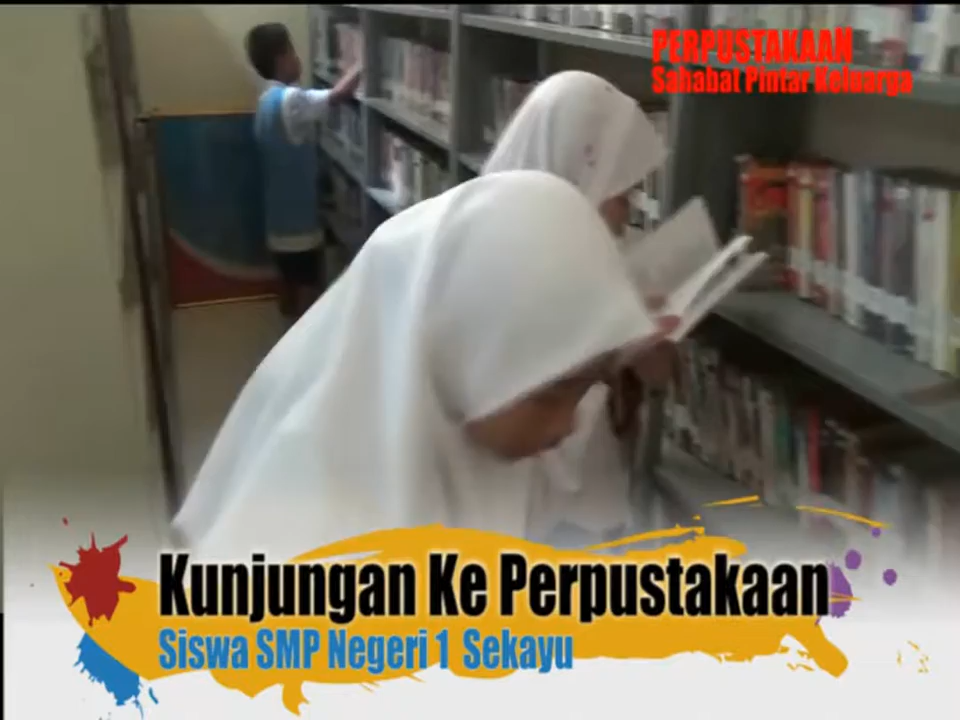 PERPUSTAKAAN
Sahabat Pintar Keluarga
Kunjungan Ke Perpustakaan
Siswa SMP Negeri 1 Sekayu